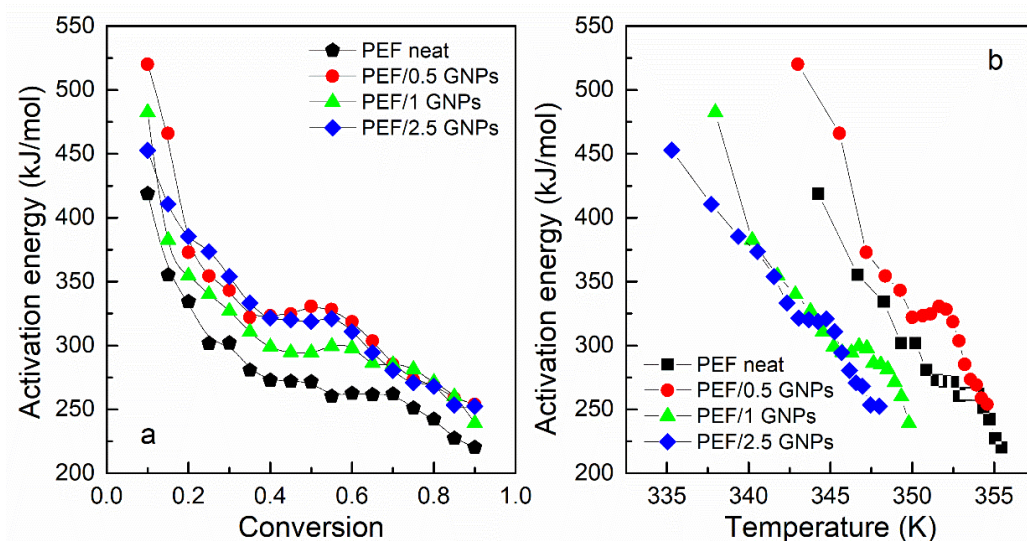 550
500
450
400
350
300
250
200
Activation energy (kJ/mol)
0.0 0.2 0.4 0.6 0.8 1.0
Conversion
PEF neat
PEF/0.5 GNPs
PEF/1 GNPs
PEF/2.5 GNPs
a
550
500
450
400
350
300
250
200
Activation energy (kJ/mol)
335 340 345 350 355
Temperature (K)
b
PEF neat
PEF/0.5 GNPs
PEF/1 GNPs
PEF/2.5 GNPs